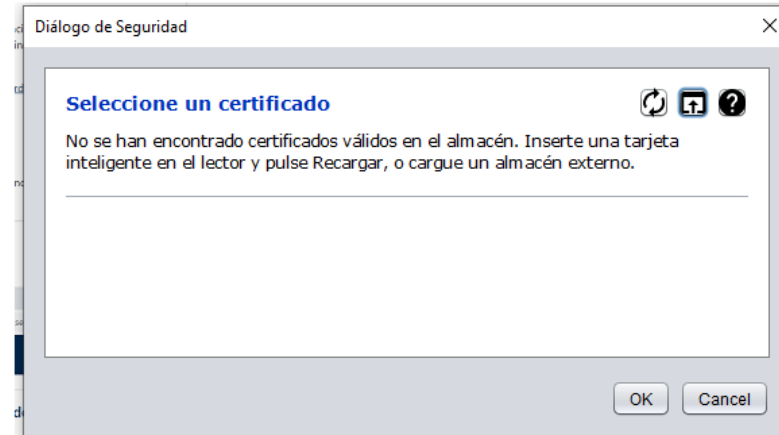 Diálogo de Seguridad
Seleccione un certificado
No se han encontrado certificados válidos en el almacén. Inserte una tarjeta
inteligente en el lector y pulse Recargar, o cargue un almacén externo.
OK
Cancel